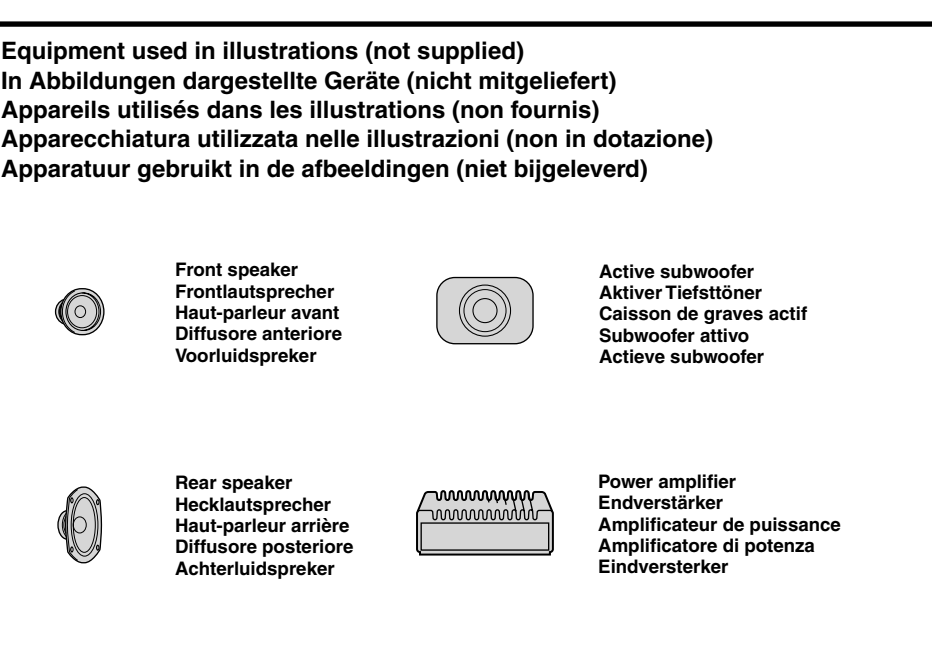 Equipment used in illustrations (not supplied)
In Abbildungen dargestellte Geräte (nicht mitgeliefert)
Appareils utilisés dans les illustrations (non fournis)
Apparecchiatura utilizzata nelle illustrazioni (non in dotazione)
Apparatuur gebruikt in de afbeeldingen (niet bijgeleverd)
Front speaker
Frontlautsprecher
Haut-parleur avant
Diffusore anteriore
Voorluidspreker
Active subwoofer
Aktiver Tiefsttöner
Caisson de graves actif
Subwoofer attivo
Actieve subwoofer
Rear speaker
Hecklautsprecher
Haut-parleur arrière
Diffusore posteriore
Achterluidspreker
Power amplifier
Endverstärker
Amplificateur de puissance
Amplificatore di potenza
Eindversterker